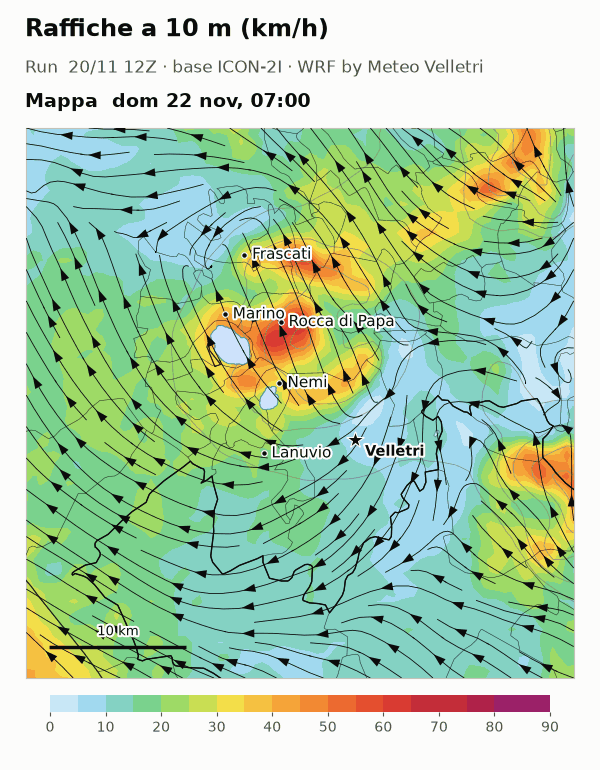 Raffiche a 10 m (km/h)
Run  20/11 12Z · base ICON-2I · WRF by Meteo Velletri
Mappa  dom 22 nov, 07:00
Frascati
Marino
Rocca di Papa
Nemi
Lanuvio
Velletri
10 km
0 10 20 30 40 50 60 70 80 90